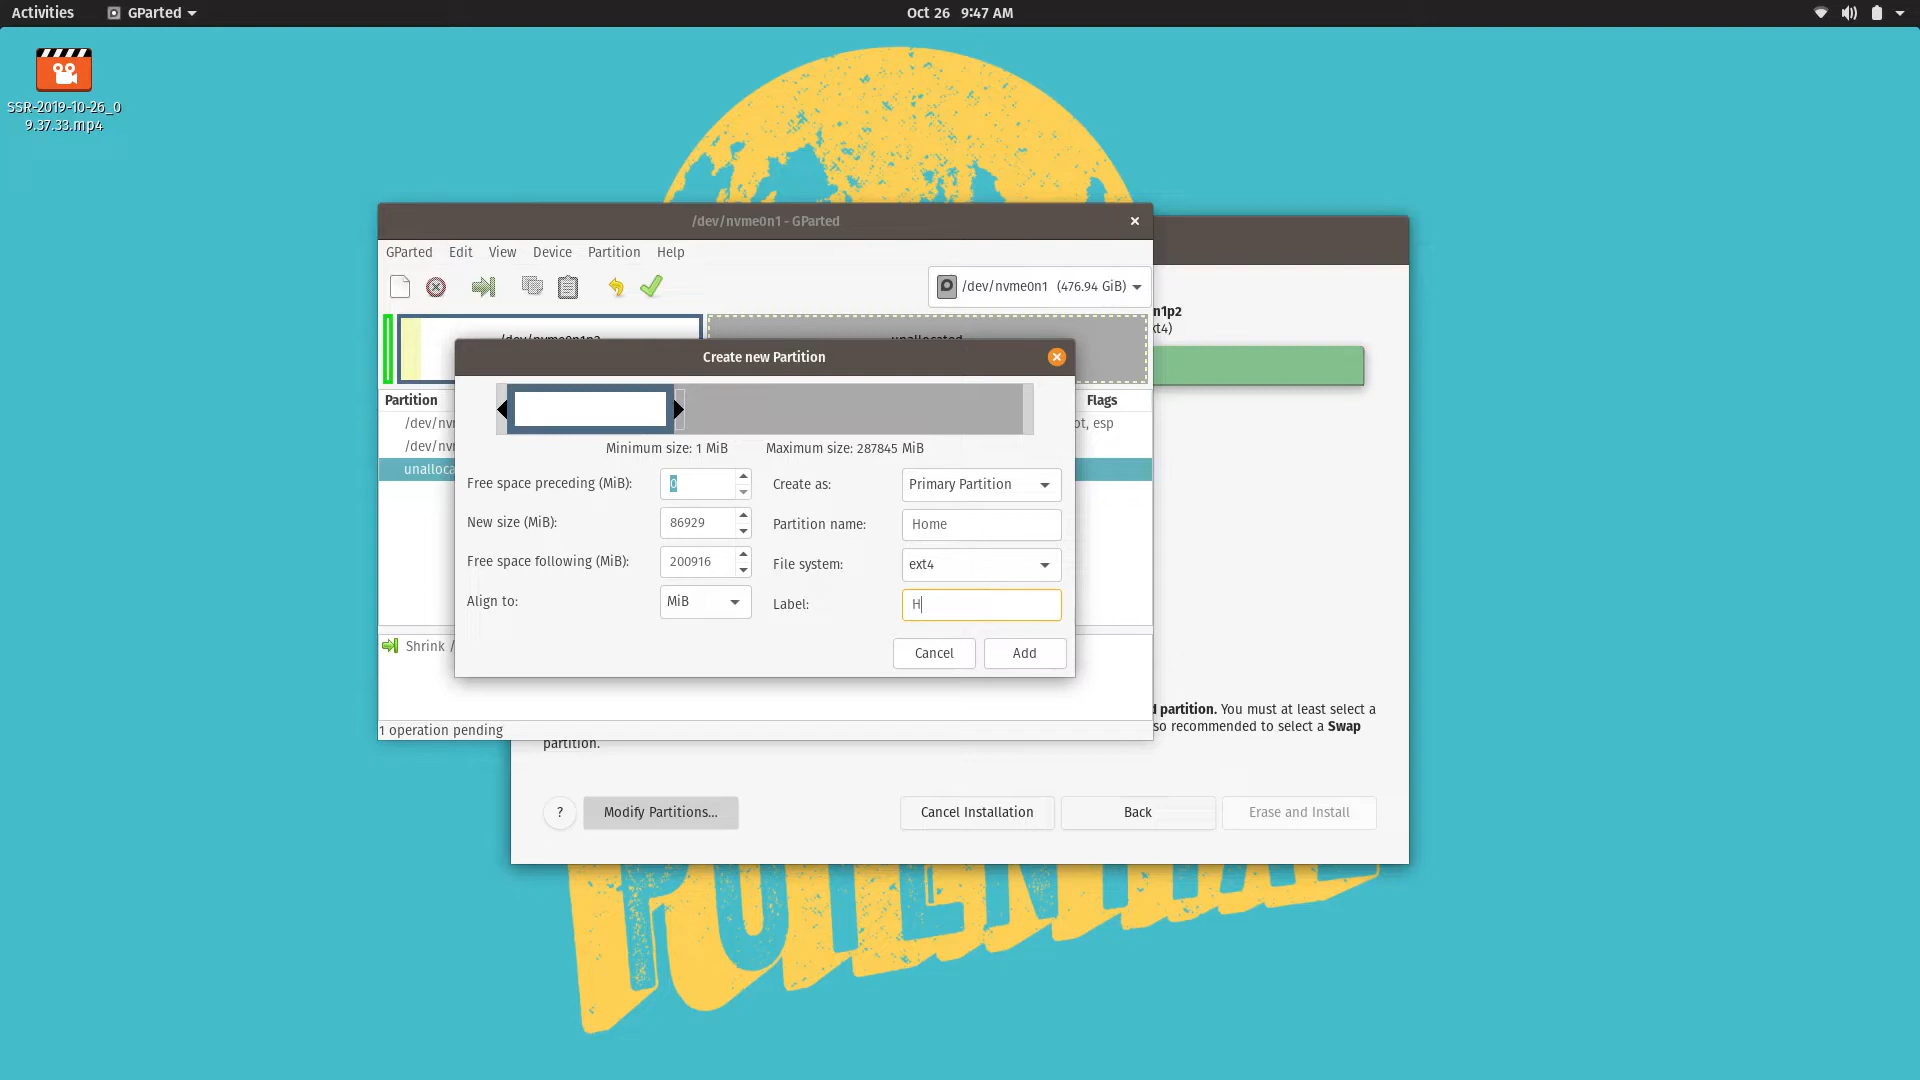 Activities
GParted
Oct 26 9:47 AM
SSR-2019-10-26_0
9.37.33.mp4
/dev/nvme0n1 - GParted
GParted Edit View Device Partition Help
/dev/nvme0n1 (476.94 GiB)
n1p2
xt4)
Create new Partition
Partition
Flags
/dev/nvm
ot, esp
/dev/nvm
unalloca
Minimum size: 1 MiB Maximum size: 287845 MiB
Free space preceding (MiB): 0 Create as: Primary Partition
New size (MiB): 86929 Partition name: Home
Free space following (MiB): 200916 File system: ext4
Align to: MiB Label: H
Cancel Add
Shrink /
1 operation pending
d partition. You must at least select a
so recommended to select a Swap
partition.
? Modify Partitions... Cancel Installation Back Erase and Install
POTENTIAL